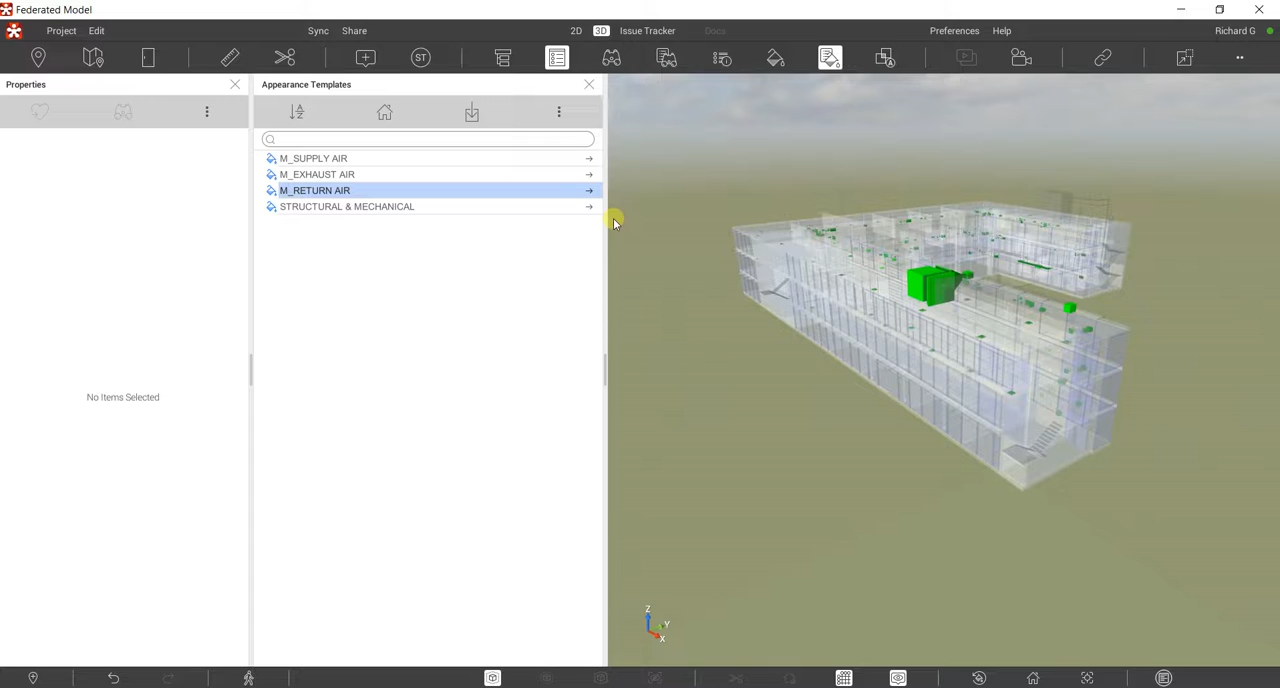 Federated Model
Project Edit Sync Share 2D 3D Issue Tracker Docs Preferences Help Richard G
ST
Properties
Appearance Templates
A
Z
M_SUPPLY AIR
M_EXHAUST AIR
M_RETURN AIR
STRUCTURAL & MECHANICAL
No Items Selected
Z
Y
X